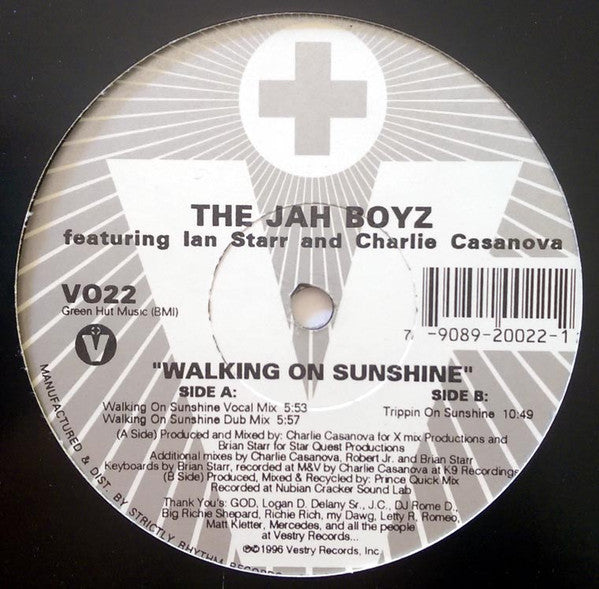 THE JAH BOYZ
featuring Ian Starr and Charlie Casanova
V022
Green Hut Music (BMI)
V
7 -9089-20022-1
"WALKING ON SUNSHINE"
SIDE A:
Walking On Sunshine Vocal Mix 5:53
Walking On Sunshine Dub Mix 5:57
SIDE B:
Trippin On Sunshine 10:49
(A Side) Produced and Mixed by: Charlie Casanova for X mix Productions and
Brian Starr for Star Quest Productions
Additional mixes by Charlie Casanova, Robert Jr. and Brian Starr
Keyboards by Brian Starr, recorded at M&V by Charlie Casanova at K9 Recordings
(B Side) Produced, Mixed & Recycled by: Prince Quick Mix
Recorded at Nubian Cracker Sound Lab
Thank You's: GOD, Logan D. Delany Sr., J.C., DJ Rome D.,
Big Richie Shepard, Richie Rich, my Dawg, Letty R, Romeo,
Matt Kletter, Mercedes, and all the people
at Vestry Records...
℗©1996 Vestry Records, Inc.
MANUFACTURED & DIST. BY STRICTLY RHYTHM RECORDS